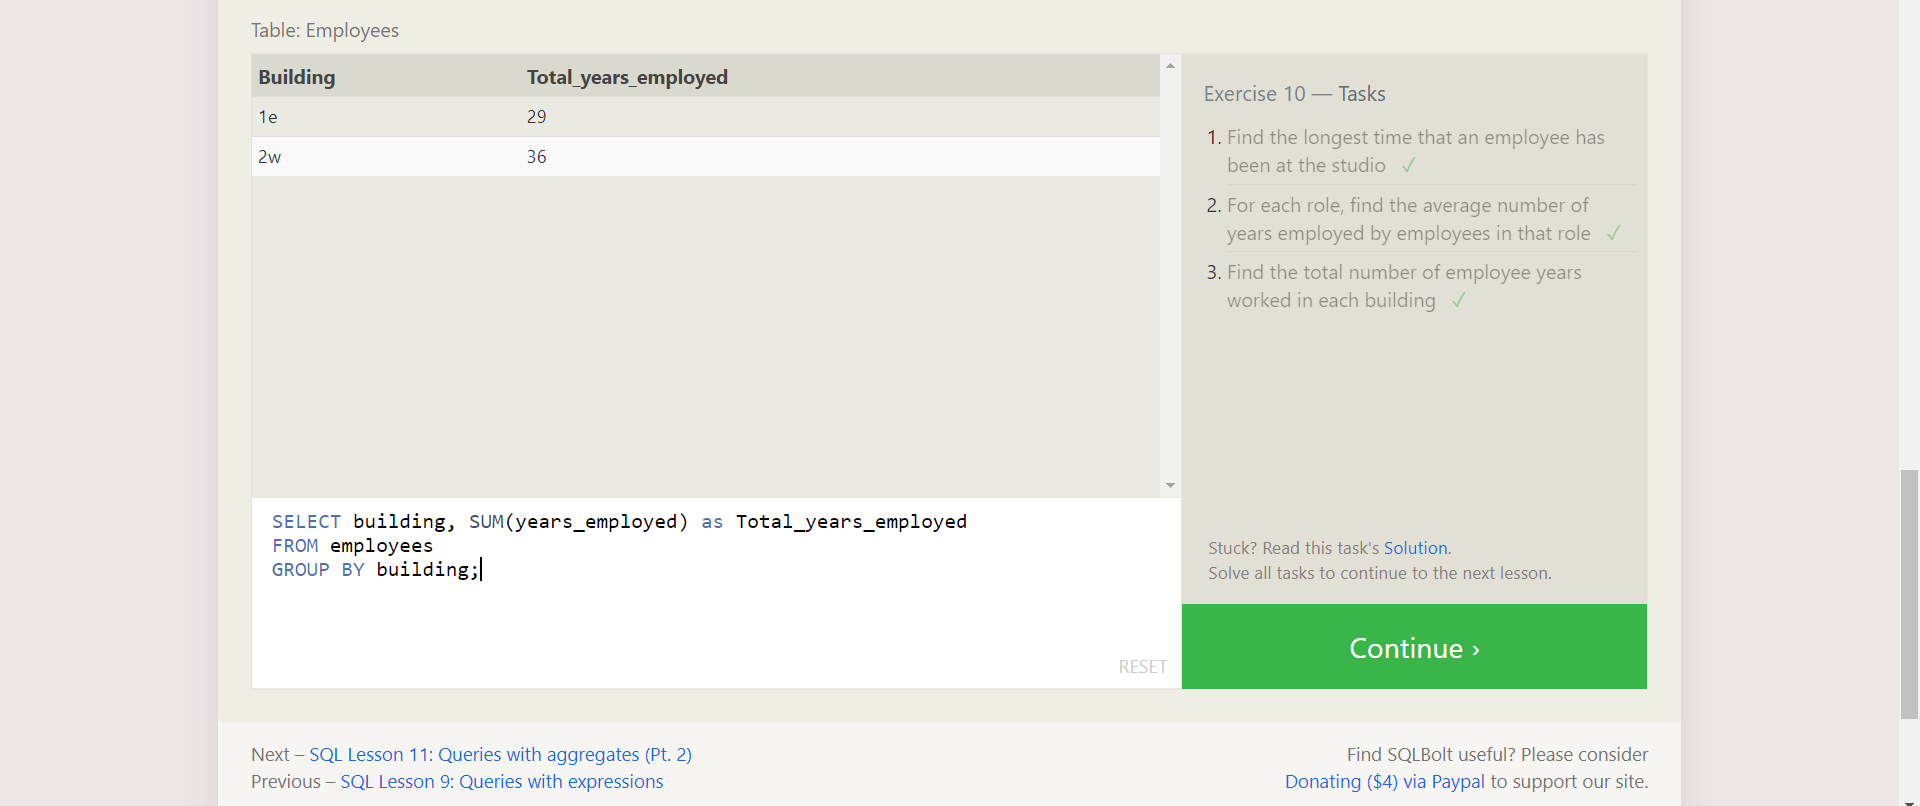 Table: Employees
Building Total_years_employed
1e 29
2w 36
SELECT building, SUM(years_employed) as Total_years_employed
FROM employees
GROUP BY building;
RESET
Exercise 10 — Tasks
1. Find the longest time that an employee has
been at the studio ✓
2. For each role, find the average number of
years employed by employees in that role ✓
3. Find the total number of employee years
worked in each building ✓
Stuck? Read this task's Solution.
Solve all tasks to continue to the next lesson.
Continue ›
Next – SQL Lesson 11: Queries with aggregates (Pt. 2)
Previous – SQL Lesson 9: Queries with expressions
Find SQLBolt useful? Please consider
Donating ($4) via Paypal to support our site.